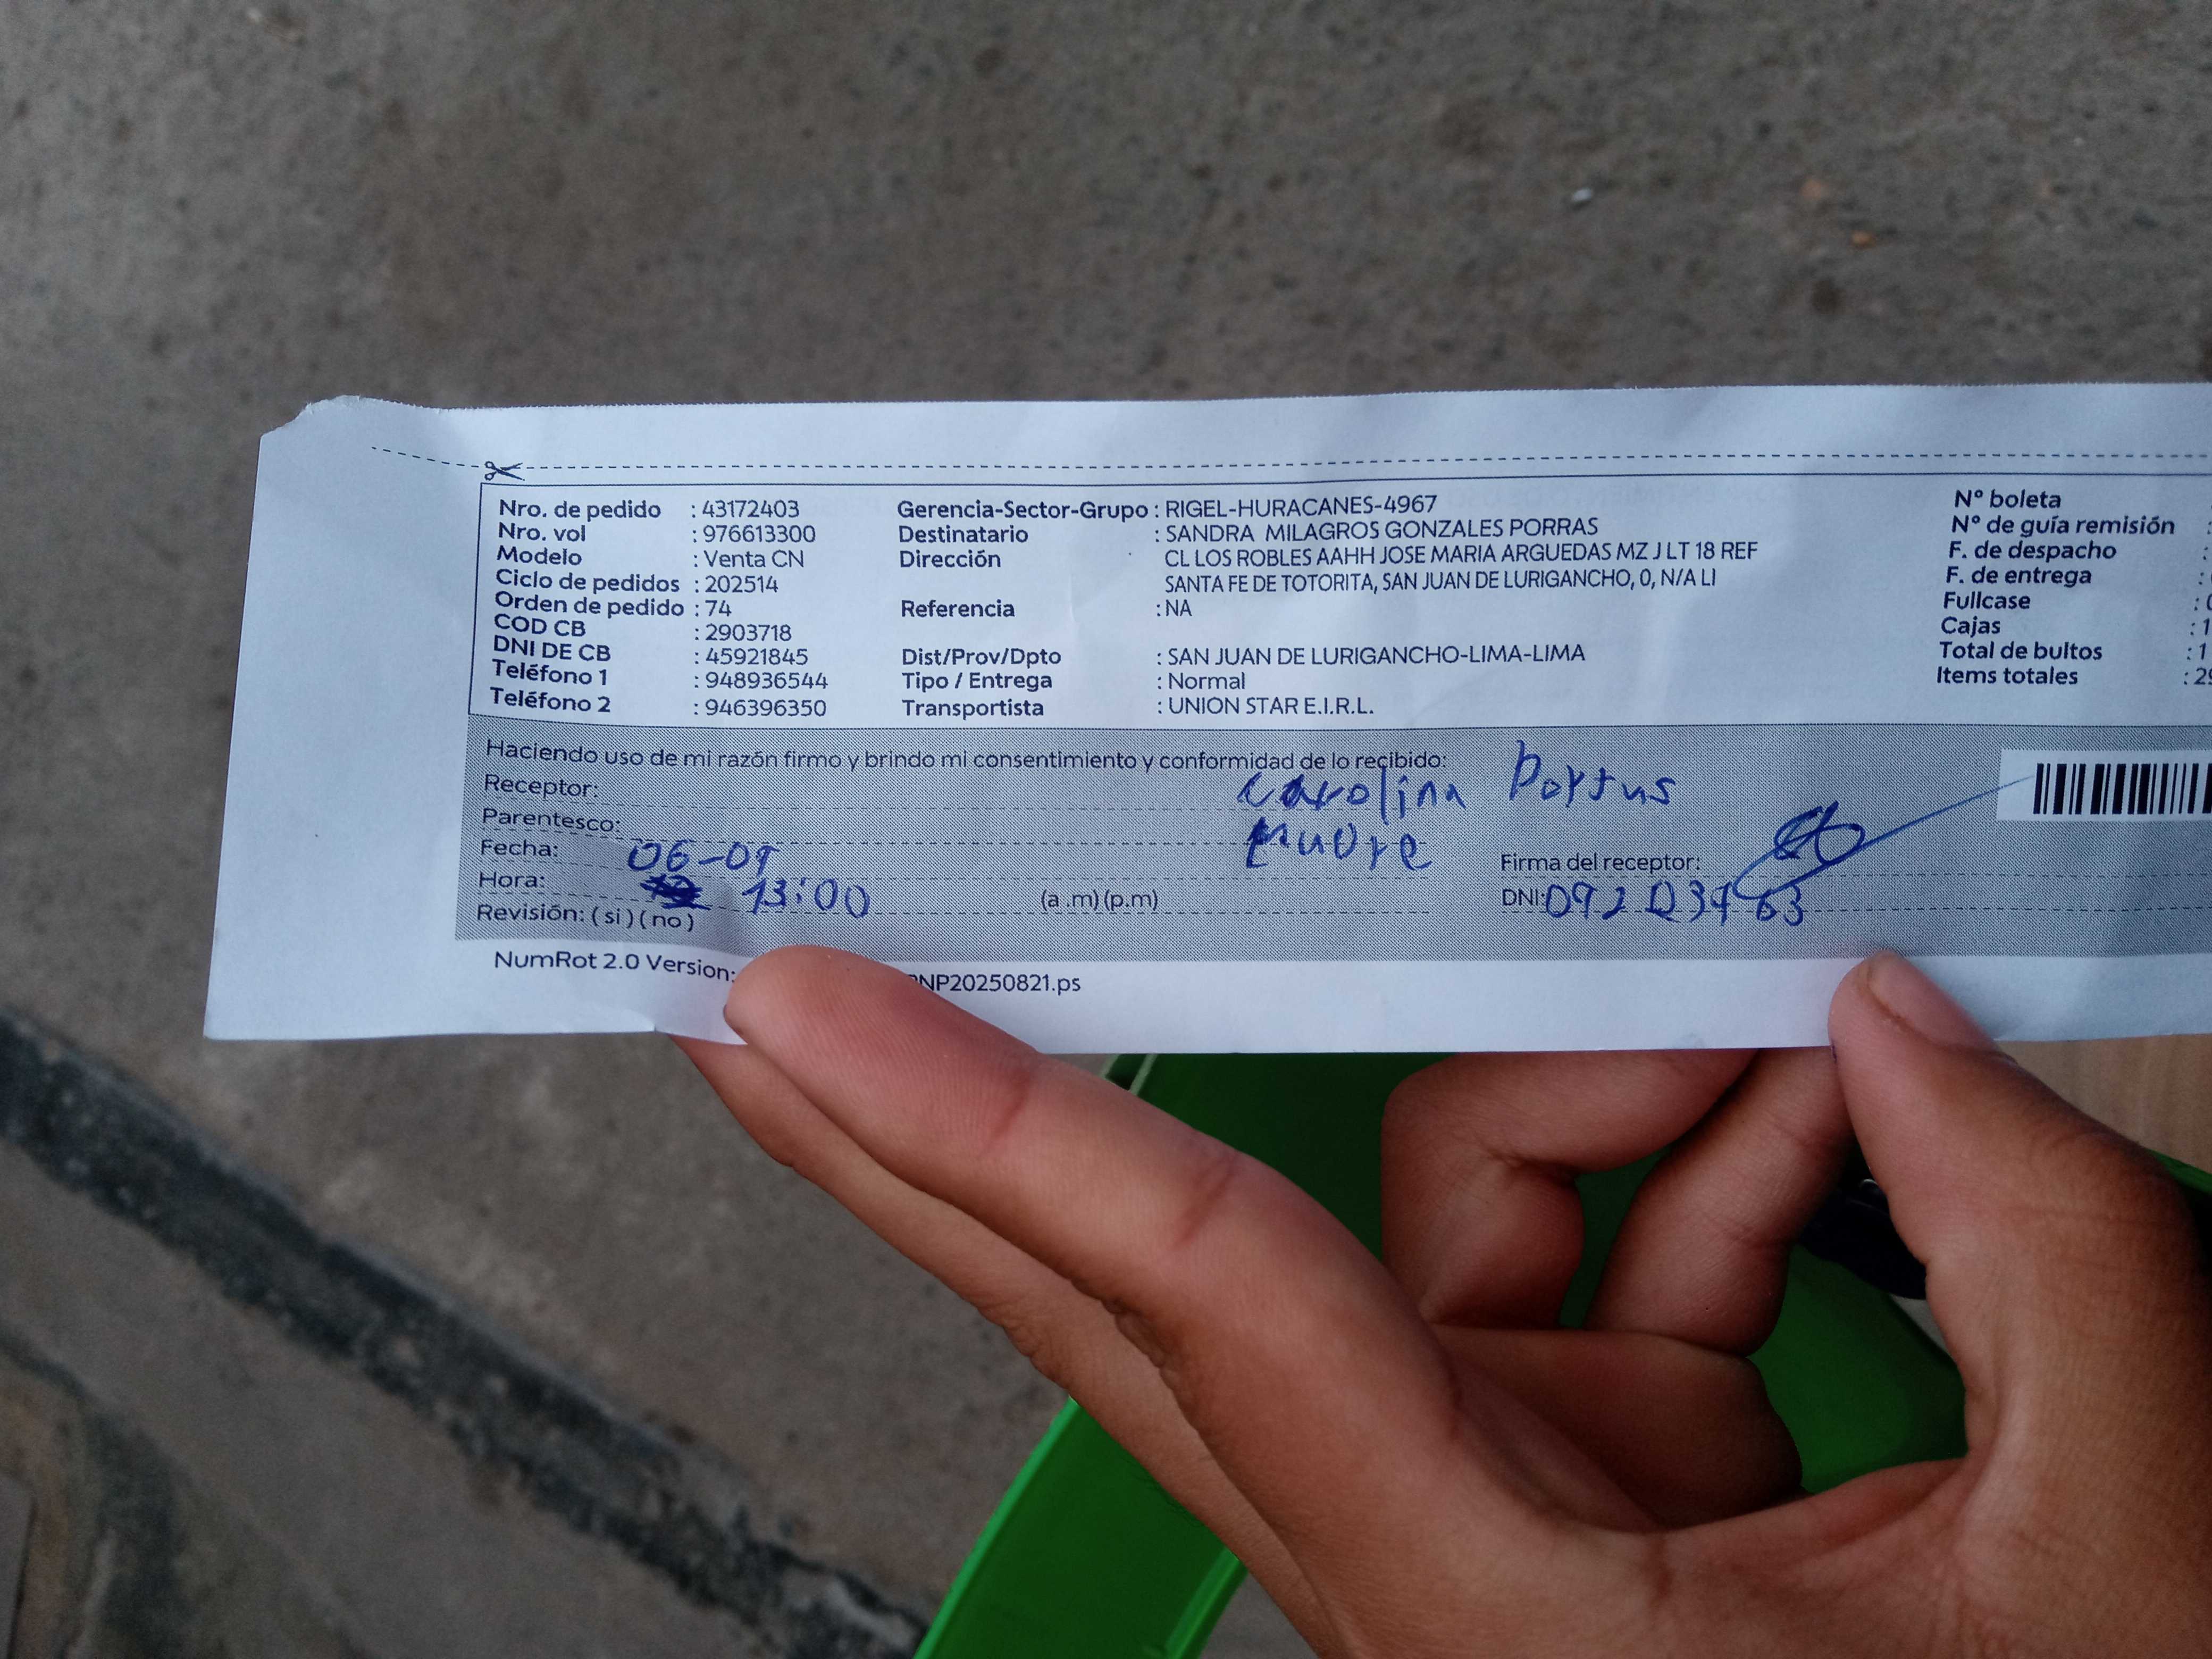 Nro. de pedido : 43172403
Nro. vol : 976613300
Modelo : Venta CN
Ciclo de pedidos : 202514
Orden de pedido : 74
COD CB : 2903718
DNI DE CB : 45921845
Teléfono 1 : 948936544
Teléfono 2 : 946396350
Gerencia-Sector-Grupo : RIGEL-HURACANES-4967
Destinatario : SANDRA MILAGROS GONZALES PORRAS
Dirección CL LOS ROBLES AAHH JOSE MARIA ARGUEDAS MZ J LT 18 REF
SANTA FE DE TOTORITA, SAN JUAN DE LURIGANCHO, 0, N/A LI
Referencia : NA
Dist/Prov/Dpto : SAN JUAN DE LURIGANCHO-LIMA-LIMA
Tipo / Entrega : Normal
Transportista : UNION STAR E.I.R.L.
N° boleta
N° de guía remisión :
F. de despacho :
F. de entrega :
Fullcase :
Cajas : 1
Total de bultos : 1
Items totales :
Haciendo uso de mi razón firmo y brindo mi consentimiento y conformidad de lo recibido:
Receptor: Carolina
Parentesco:
Fecha: 06-09
Hora: 13:00 (a .m) (p.m)
Revisión: ( si ) ( no )
Firma del receptor:
DNI:
NumRot 2.0 Version: NP20250821.ps